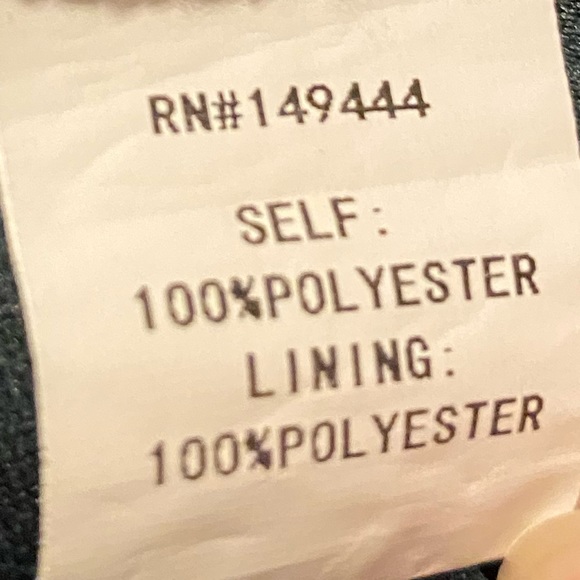 RN#149444
SELF:
100%POLYESTER
LINING:
100%POLYESTER